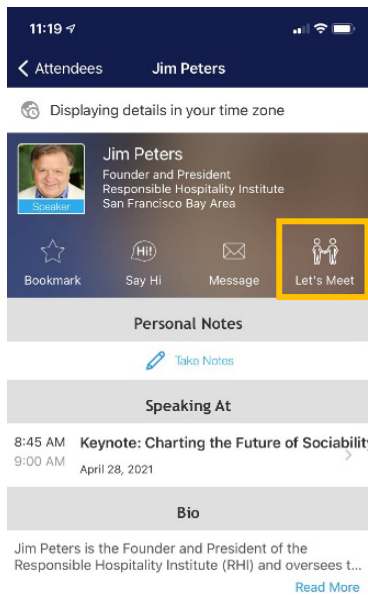 11:19
Attendees Jim Peters
Displaying details in your time zone
Jim Peters
Founder and President
Responsible Hospitality Institute
San Francisco Bay Area
Speaker
Hi!
Bookmark Say Hi Message Let's Meet
Personal Notes
Take Notes
Speaking At
8:45 AM Keynote: Charting the Future of Sociability
9:00 AM April 28, 2021
Bio
Jim Peters is the Founder and President of the
Responsible Hospitality Institute (RHI) and oversees t...
Read More